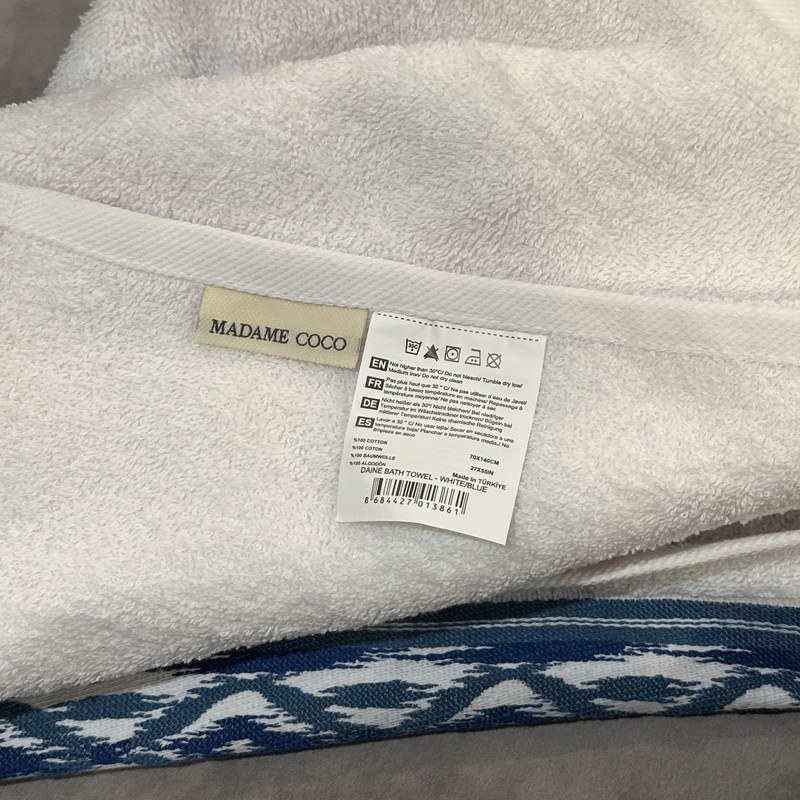 MADAME COCO
30°C
EN Not higher than 30°C/ Do not bleach/ Tumble dry low/
Medium iron/ Do not dry clean
FR Pas plus haut que 30 ° C/ Ne pas utiliser d'eau de Javel/
Sécher à basse température en machine/ Repassage à
température moyenne/ Ne pas nettoyer à sec
DE Nicht heißer als 30°/ Nicht bleichen/ Bei niedriger
Temperatur im Wäschetrockner trocknen/ Bügeln bei
mittlerer Temperatur/ Keine chemische Reinigung
ES Lavar a 30 ° C/ No usar lejía/ Secar en secadora a una
temperatura baja/ Planchar a temperatura media./ No
limpieza en seco
%100 COTTON
%100 COTON
%100 BAUMWOLLE
%100 ALGODÓN
70X140CM
27X55IN
Made in TÜRKİYE
DAINE BATH TOWEL - WHITE/BLUE
8 684427 013861